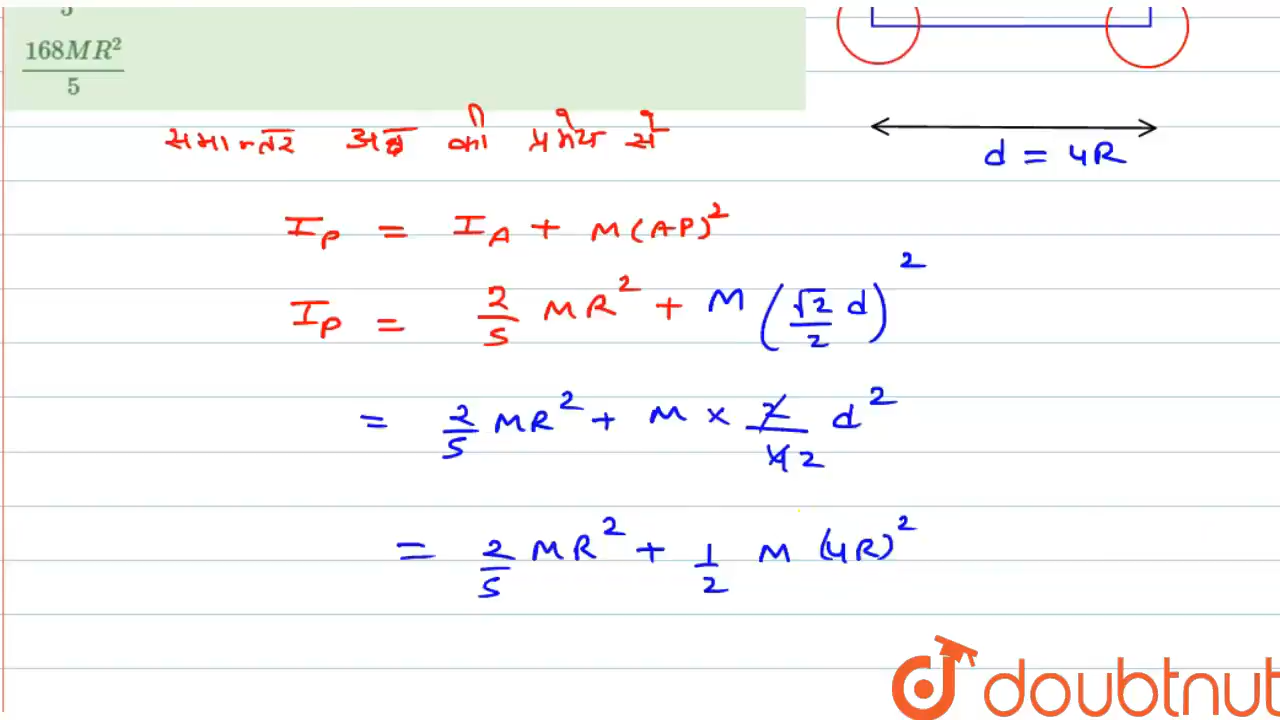 168MR²
5
समान्तर अक्ष की प्रमेय से
d = 4R
I_P = I_A + M(AP)²
I_P = 2/5 MR² + M(√2/2 d)²
= 2/5 MR² + M × 2/4 2 d²
= 2/5 MR² + 1/2 M (4R)²
doubtnut